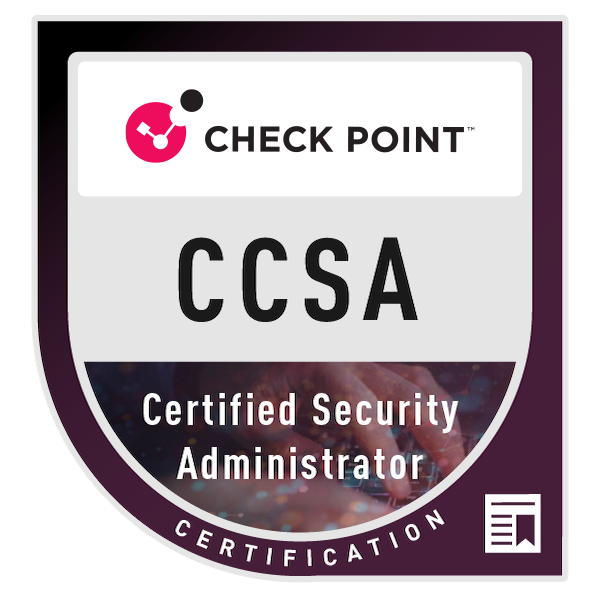 CHECK POINT™
CCSA
Certified Security
Administrator
CERTIFICATION